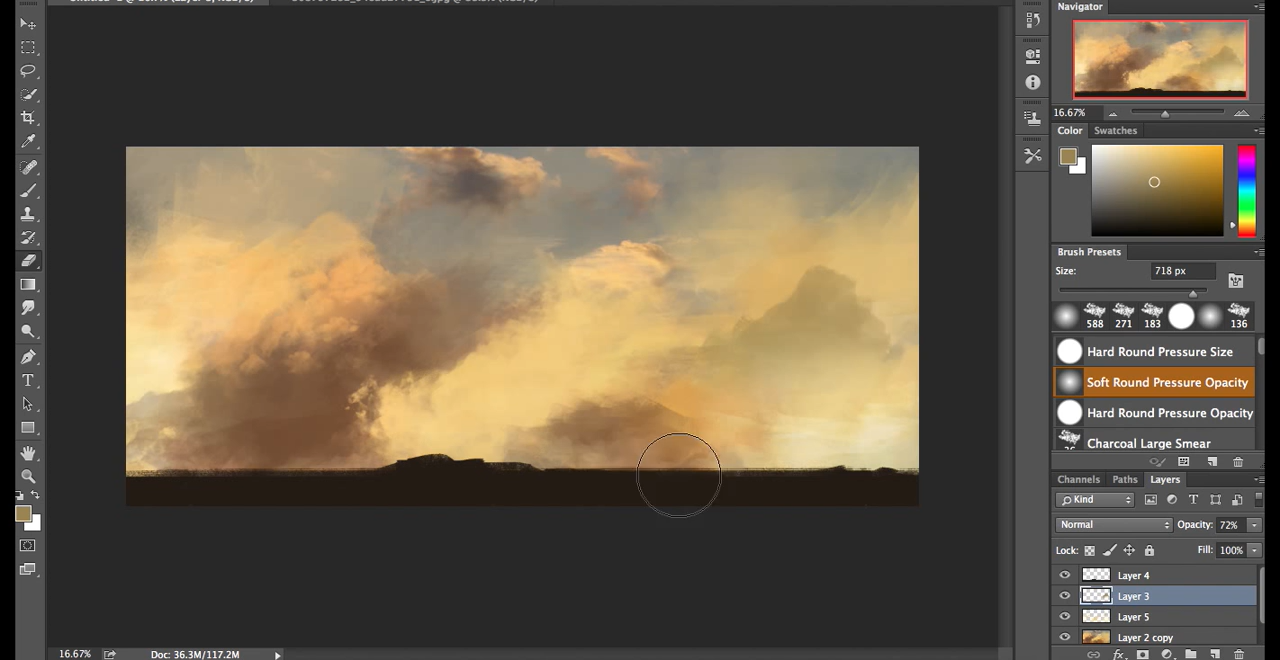 Navigator
16.67%
Color Swatches
Brush Presets
Size: 718 px
588 271 183 136
Hard Round Pressure Size
Soft Round Pressure Opacity
Hard Round Pressure Opacity
Charcoal Large Smear
Channels Paths Layers
Kind
T
Normal Opacity: 72%
Lock: Fill: 100%
Layer 4
Layer 3
Layer 5
Layer 2 copy
fx
T
16.67% Doc: 36.3M/117.2M